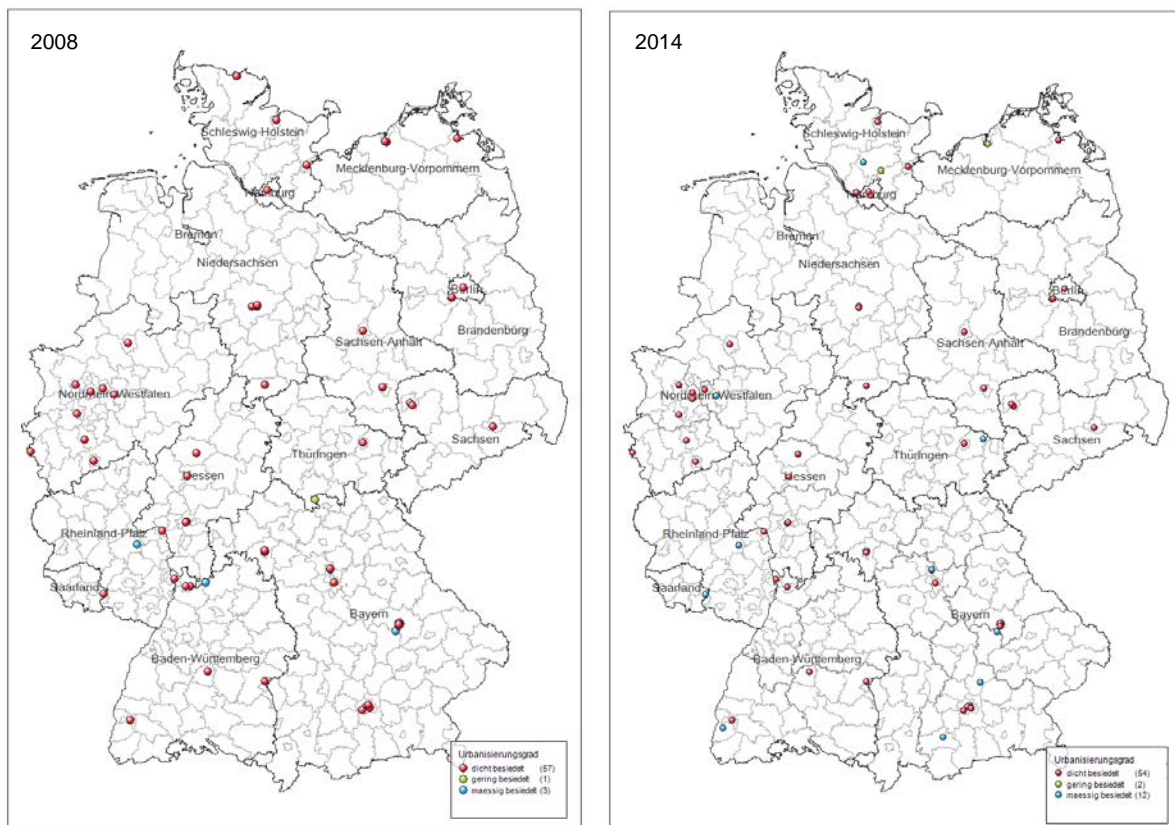 2008
Schleswig-Holstein
Mecklenburg-Vorpommern
Hamburg
Bremen
Niedersachsen
Berlin
Brandenburg
Sachsen-Anhalt
Nordrhein-Westfalen
Sachsen
Thüringen
Hessen
Rheinland-Pfalz
Saarland
Bayern
Baden-Württemberg
Urbanisierungsgrad
dicht besiedelt (57)
gering besiedelt (1)
maessig besiedelt (3)
2014
Schleswig-Holstein
Mecklenburg-Vorpommern
Hamburg
Bremen
Niedersachsen
Berlin
Brandenburg
Sachsen-Anhalt
Nordrhein-Westfalen
Sachsen
Thüringen
Hessen
Rheinland-Pfalz
Saarland
Bayern
Baden-Württemberg
Urbanisierungsgrad
dicht besiedelt (64)
gering besiedelt (2)
maessig besiedelt (12)